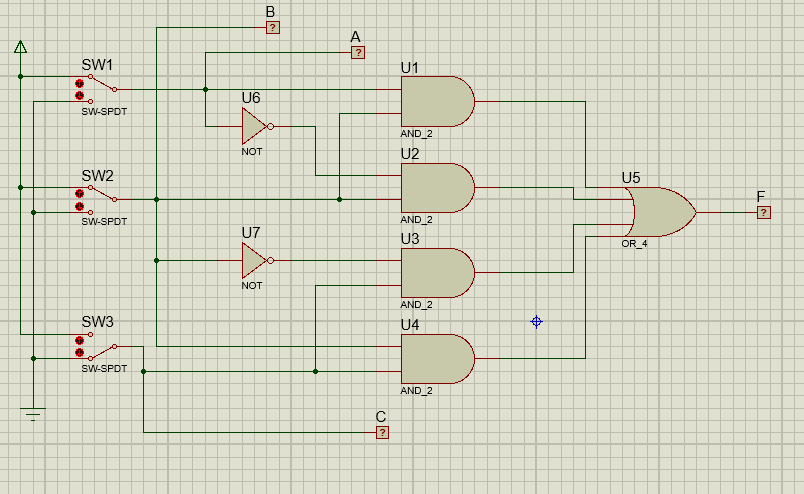 B
?
A
?
SW1
SW-SPDT
U1
AND_2
U6
NOT
U2
AND_2
SW2
SW-SPDT
U5
OR_4
F
?
U7
NOT
U3
AND_2
SW3
SW-SPDT
U4
AND_2
C
?